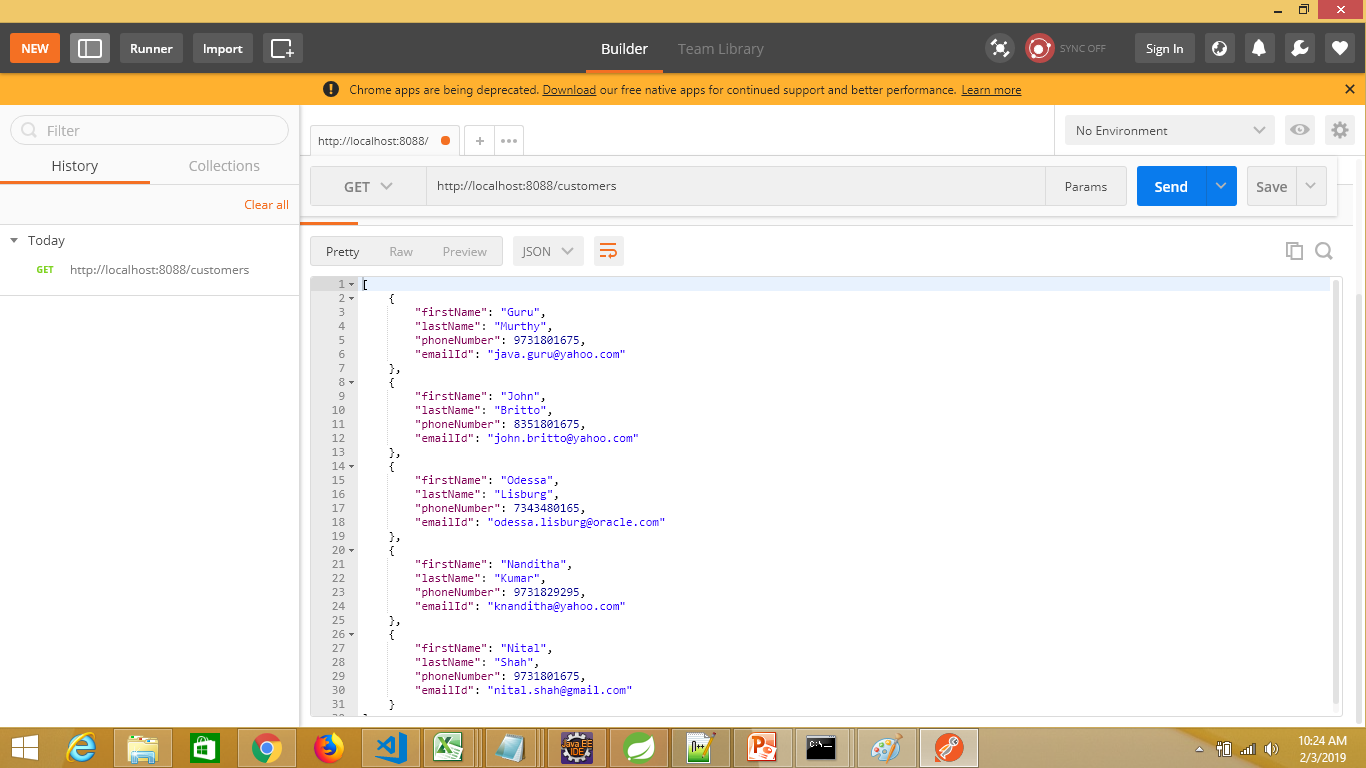 NEW Runner Import Builder Team Library SYNC OFF Sign In
Chrome apps are being deprecated. Download our free native apps for continued support and better performance. Learn more
Filter
History Collections
Clear all
Today
GET http://localhost:8088/customers
http://localhost:8088/ + ••• No Environment
GET http://localhost:8088/customers Params Send Save
Pretty Raw Preview JSON
1 [
2 {
3 "firstName": "Guru",
4 "lastName": "Murthy",
5 "phoneNumber": 9731801675,
6 "emailId": "java.guru@yahoo.com"
7 },
8 {
9 "firstName": "John",
10 "lastName": "Britto",
11 "phoneNumber": 8351801675,
12 "emailId": "john.britto@yahoo.com"
13 },
14 {
15 "firstName": "Odessa",
16 "lastName": "Lisburg",
17 "phoneNumber": 7343480165,
18 "emailId": "odessa.lisburg@oracle.com"
19 },
20 {
21 "firstName": "Nanditha",
22 "lastName": "Kumar",
23 "phoneNumber": 9731829295,
24 "emailId": "knanditha@yahoo.com"
25 },
26 {
27 "firstName": "Nital",
28 "lastName": "Shah",
29 "phoneNumber": 9731801675,
30 "emailId": "nital.shah@gmail.com"
31 }
Java EE
IDE
10:24 AM
2/3/2019